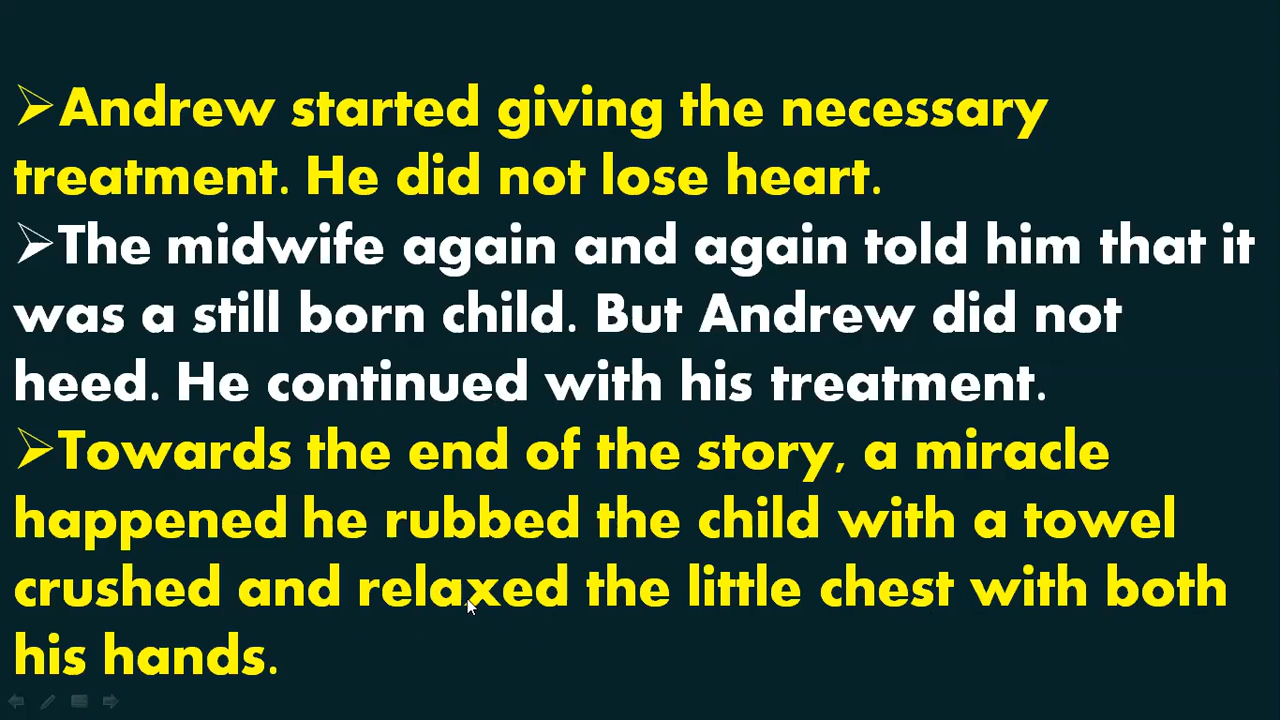 ➢Andrew started giving the necessary
treatment. He did not lose heart.
➢The midwife again and again told him that it
was a still born child. But Andrew did not
heed. He continued with his treatment.
➢Towards the end of the story, a miracle
happened he rubbed the child with a towel
crushed and relaxed the little chest with both
his hands.